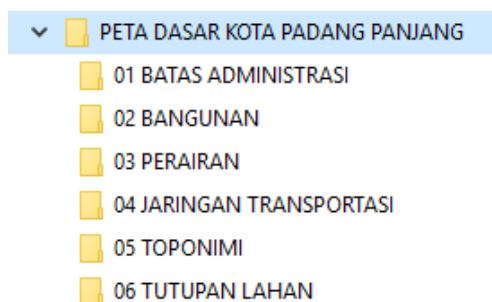 PETA DASAR KOTA PADANG PANJANG
01 BATAS ADMINISTRASI
02 BANGUNAN
03 PERAIRAN
04 JARINGAN TRANSPORTASI
05 TOPONIMI
06 TUTUPAN LAHAN